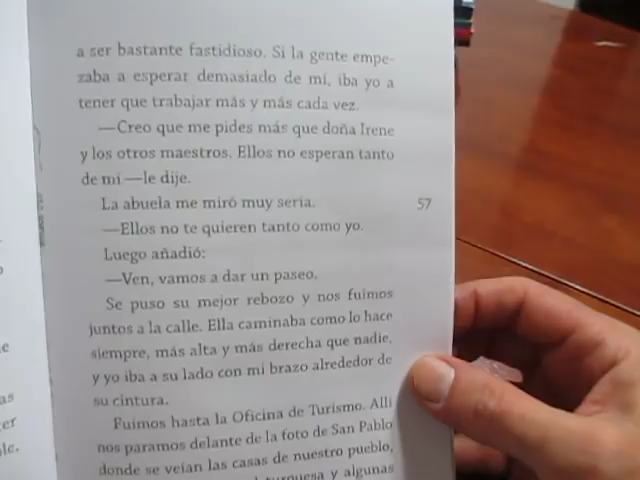 a ser bastante fastidioso. Si la gente empe-
zaba a esperar demasiado de mí, iba yo a
tener que trabajar más y más cada vez.
—Creo que me pides más que doña Irene
y los otros maestros. Ellos no esperan tanto
de mí —le dije.
La abuela me miró muy seria.
57
—Ellos no te quieren tanto como yo.
Luego añadió:
—Ven, vamos a dar un paseo.
Se puso su mejor rebozo y nos fuimos
juntos a la calle. Ella caminaba como lo hace
siempre, más alta y más derecha que nadie,
y yo iba a su lado con mi brazo alrededor de
su cintura.
Fuimos hasta la Oficina de Turismo. Allí
nos paramos delante de la foto de San Pablo
donde se veían las casas de nuestro pueblo,
turquesa y algunas